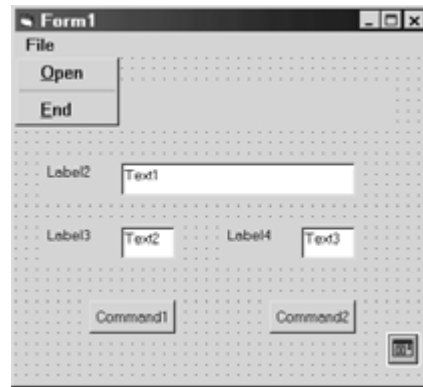 Form1
File
Open
End
Label2 Text1
Label3 Text2 Label4 Text3
Command1 Command2